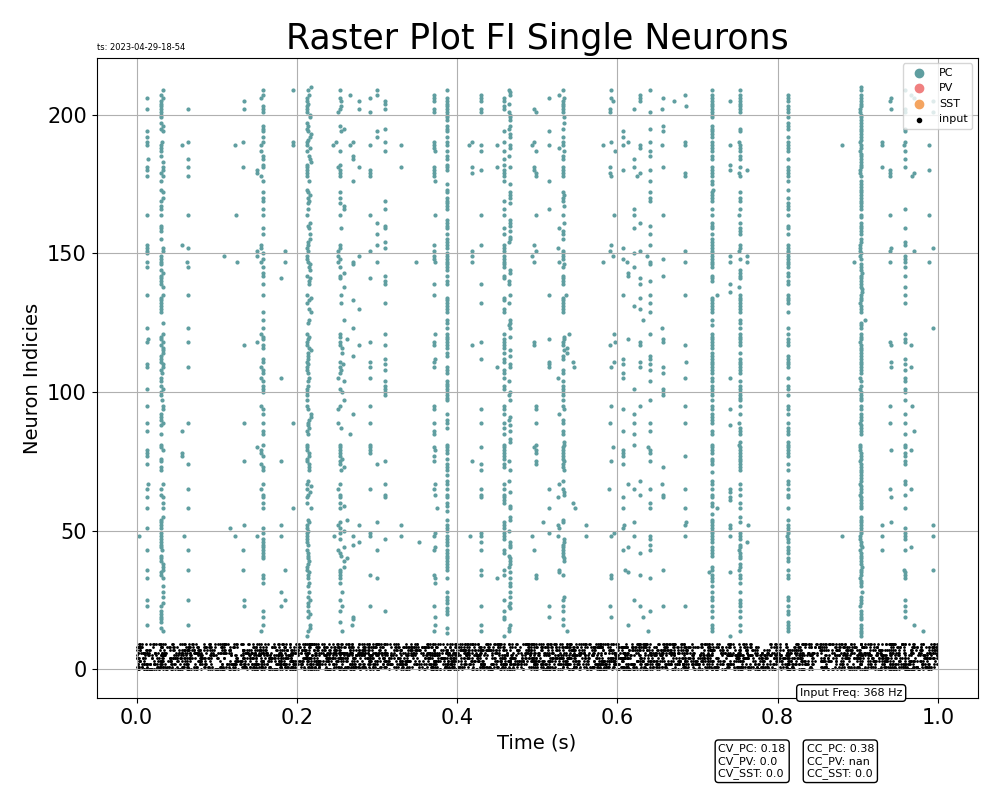 Raster Plot FI Single Neurons
ts: 2023-04-29-18-54
PC
PV
SST
input
200
150
100
50
0
Neuron Indicies
0.0 0.2 0.4 0.6 0.8 1.0
Time (s)
Input Freq: 368 Hz
CV_PC: 0.18
CV_PV: 0.0
CV_SST: 0.0
CC_PC: 0.38
CC_PV: nan
CC_SST: 0.0